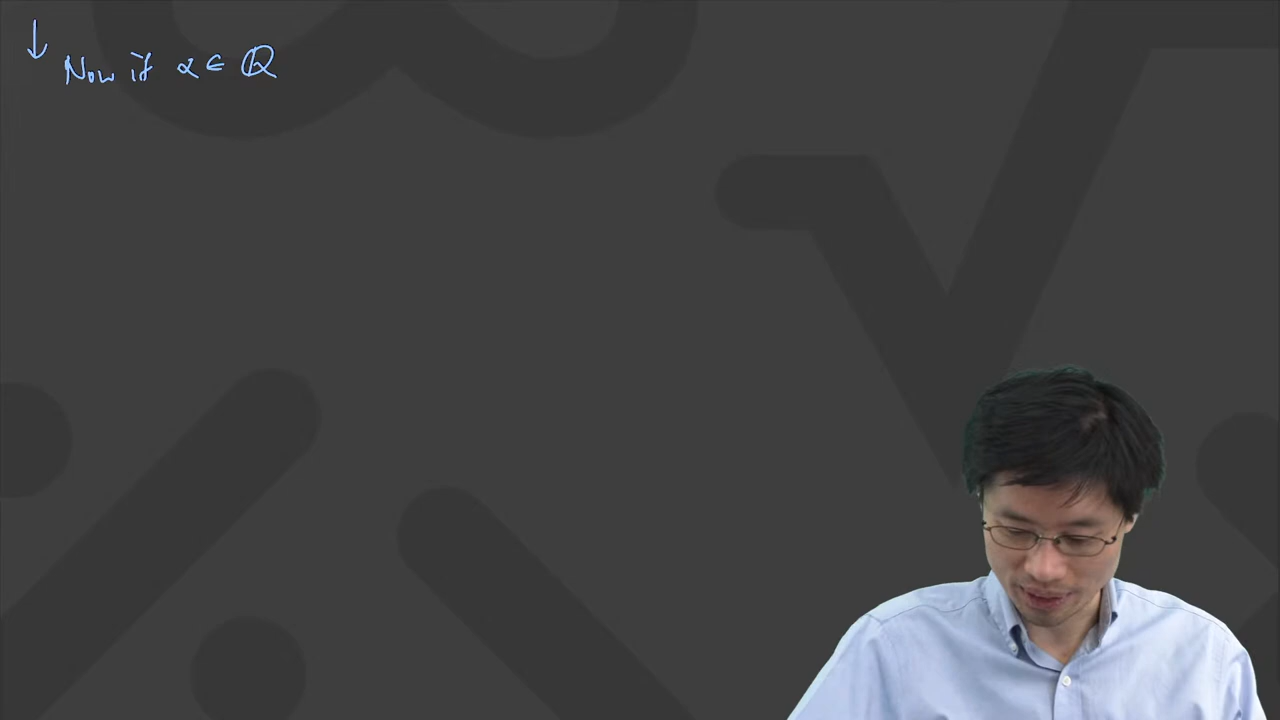 ↓
Now if α ∈ ℚ